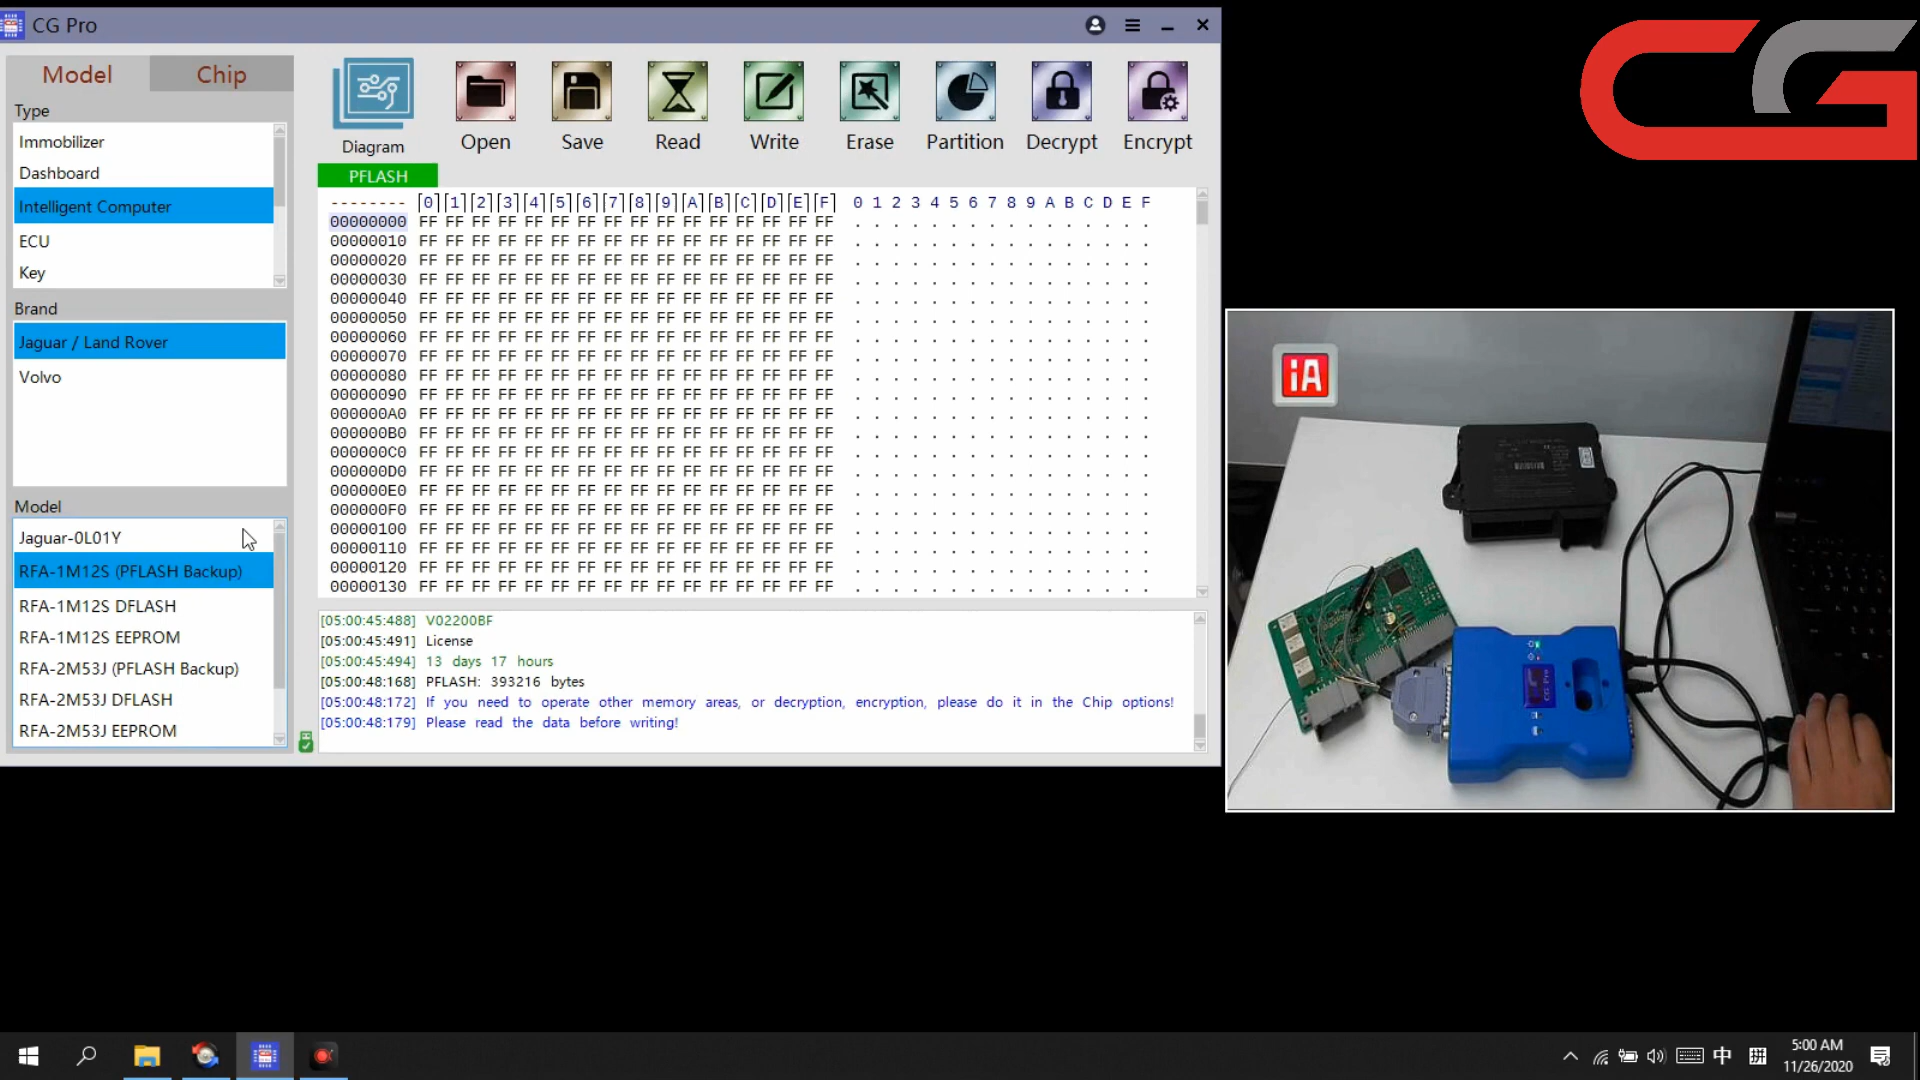 CG Pro
Model Chip
Type
Immobilizer
Dashboard
Intelligent Computer
ECU
Key
Brand
Jaguar / Land Rover
Volvo
Model
Jaguar-0L01Y
RFA-1M12S (PFLASH Backup)
RFA-1M12S DFLASH
RFA-1M12S EEPROM
RFA-2M53J (PFLASH Backup)
RFA-2M53J DFLASH
RFA-2M53J EEPROM
Diagram Open Save Read Write Erase Partition Decrypt Encrypt
PFLASH
-------- [0][1][2][3][4][5][6][7][8][9][A][B][C][D][E][F] 0 1 2 3 4 5 6 7 8 9 A B C D E F
00000000 FF FF FF FF FF FF FF FF FF FF FF FF FF FF FF FF . . . . . . . . . . . . . . . .
00000010 FF FF FF FF FF FF FF FF FF FF FF FF FF FF FF FF . . . . . . . . . . . . . . . .
00000020 FF FF FF FF FF FF FF FF FF FF FF FF FF FF FF FF . . . . . . . . . . . . . . . .
00000030 FF FF FF FF FF FF FF FF FF FF FF FF FF FF FF FF . . . . . . . . . . . . . . . .
00000040 FF FF FF FF FF FF FF FF FF FF FF FF FF FF FF FF . . . . . . . . . . . . . . . .
00000050 FF FF FF FF FF FF FF FF FF FF FF FF FF FF FF FF . . . . . . . . . . . . . . . .
00000060 FF FF FF FF FF FF FF FF FF FF FF FF FF FF FF FF . . . . . . . . . . . . . . . .
00000070 FF FF FF FF FF FF FF FF FF FF FF FF FF FF FF FF . . . . . . . . . . . . . . . .
00000080 FF FF FF FF FF FF FF FF FF FF FF FF FF FF FF FF . . . . . . . . . . . . . . . .
00000090 FF FF FF FF FF FF FF FF FF FF FF FF FF FF FF FF . . . . . . . . . . . . . . . .
000000A0 FF FF FF FF FF FF FF FF FF FF FF FF FF FF FF FF . . . . . . . . . . . . . . . .
000000B0 FF FF FF FF FF FF FF FF FF FF FF FF FF FF FF FF . . . . . . . . . . . . . . . .
000000C0 FF FF FF FF FF FF FF FF FF FF FF FF FF FF FF FF . . . . . . . . . . . . . . . .
000000D0 FF FF FF FF FF FF FF FF FF FF FF FF FF FF FF FF . . . . . . . . . . . . . . . .
000000E0 FF FF FF FF FF FF FF FF FF FF FF FF FF FF FF FF . . . . . . . . . . . . . . . .
000000F0 FF FF FF FF FF FF FF FF FF FF FF FF FF FF FF FF . . . . . . . . . . . . . . . .
00000100 FF FF FF FF FF FF FF FF FF FF FF FF FF FF FF FF . . . . . . . . . . . . . . . .
00000110 FF FF FF FF FF FF FF FF FF FF FF FF FF FF FF FF . . . . . . . . . . . . . . . .
00000120 FF FF FF FF FF FF FF FF FF FF FF FF FF FF FF FF . . . . . . . . . . . . . . . .
00000130 FF FF FF FF FF FF FF FF FF FF FF FF FF FF FF FF . . . . . . . . . . . . . . . .
[05:00:45:488] V02200BF
[05:00:45:491] License
[05:00:45:494] 13 days 17 hours
[05:00:48:168] PFLASH: 393216 bytes
[05:00:48:172] If you need to operate other memory areas, or decryption, encryption, please do it in the Chip options!
[05:00:48:179] Please read the data before writing!
CG
iA
CG Pro
中 拼
5:00 AM
11/26/2020